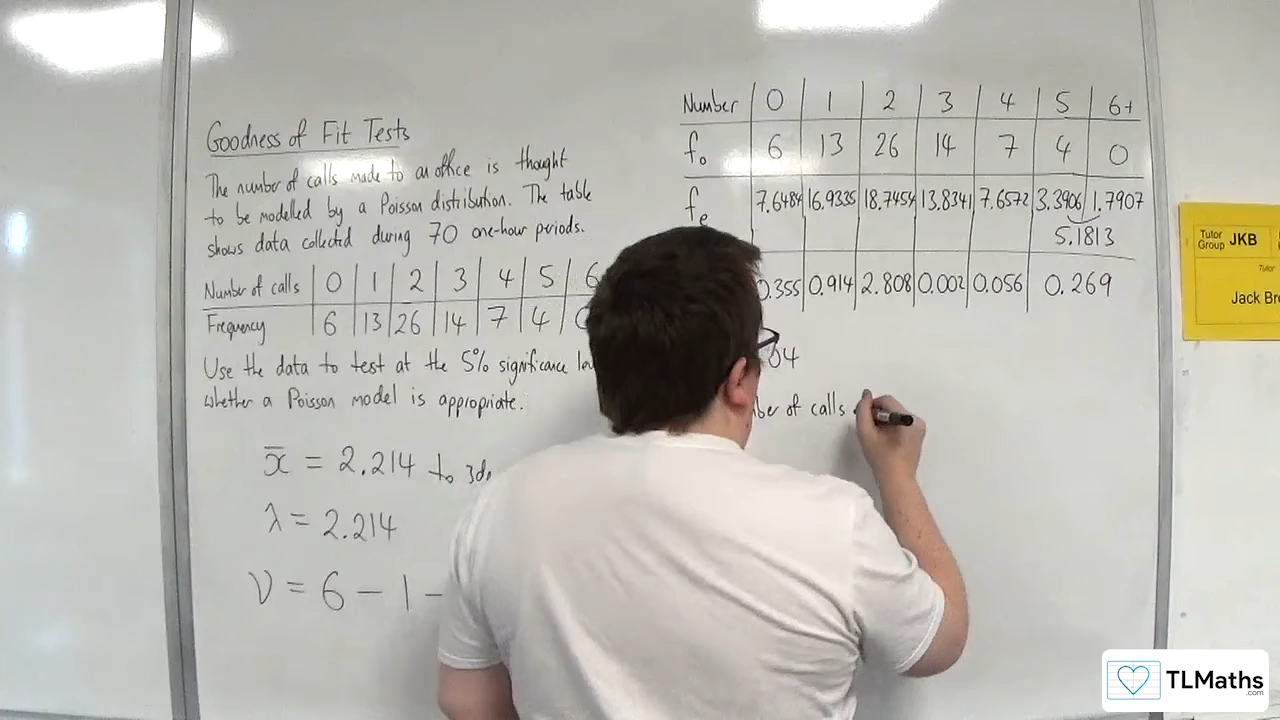 Goodness of Fit Tests
The number of calls made to an office is thought
to be modelled by a Poisson distribution. The table
shows data collected during 70 one-hour periods.
Number of calls 0 1 2 3 4 5 6
Frequency 6 13 26 14 7 4
Use the data to test at the 5% significance
whether a Poisson model is appropriate.
x̄ = 2.214 to 3d
λ = 2.214
ν = 6 - 1 -
Number 0 1 2 3 4 5 6+
fo 6 13 26 14 7 4 0
fe 7.6484 16.9335 18.7454 13.8341 7.6572 3.3906 1.7907
5.1813
0.355 0.914 2.808 0.002 0.056 0.269
04
of calls
Tutor Group JKB
Tutor
Jack
TLMaths
.com